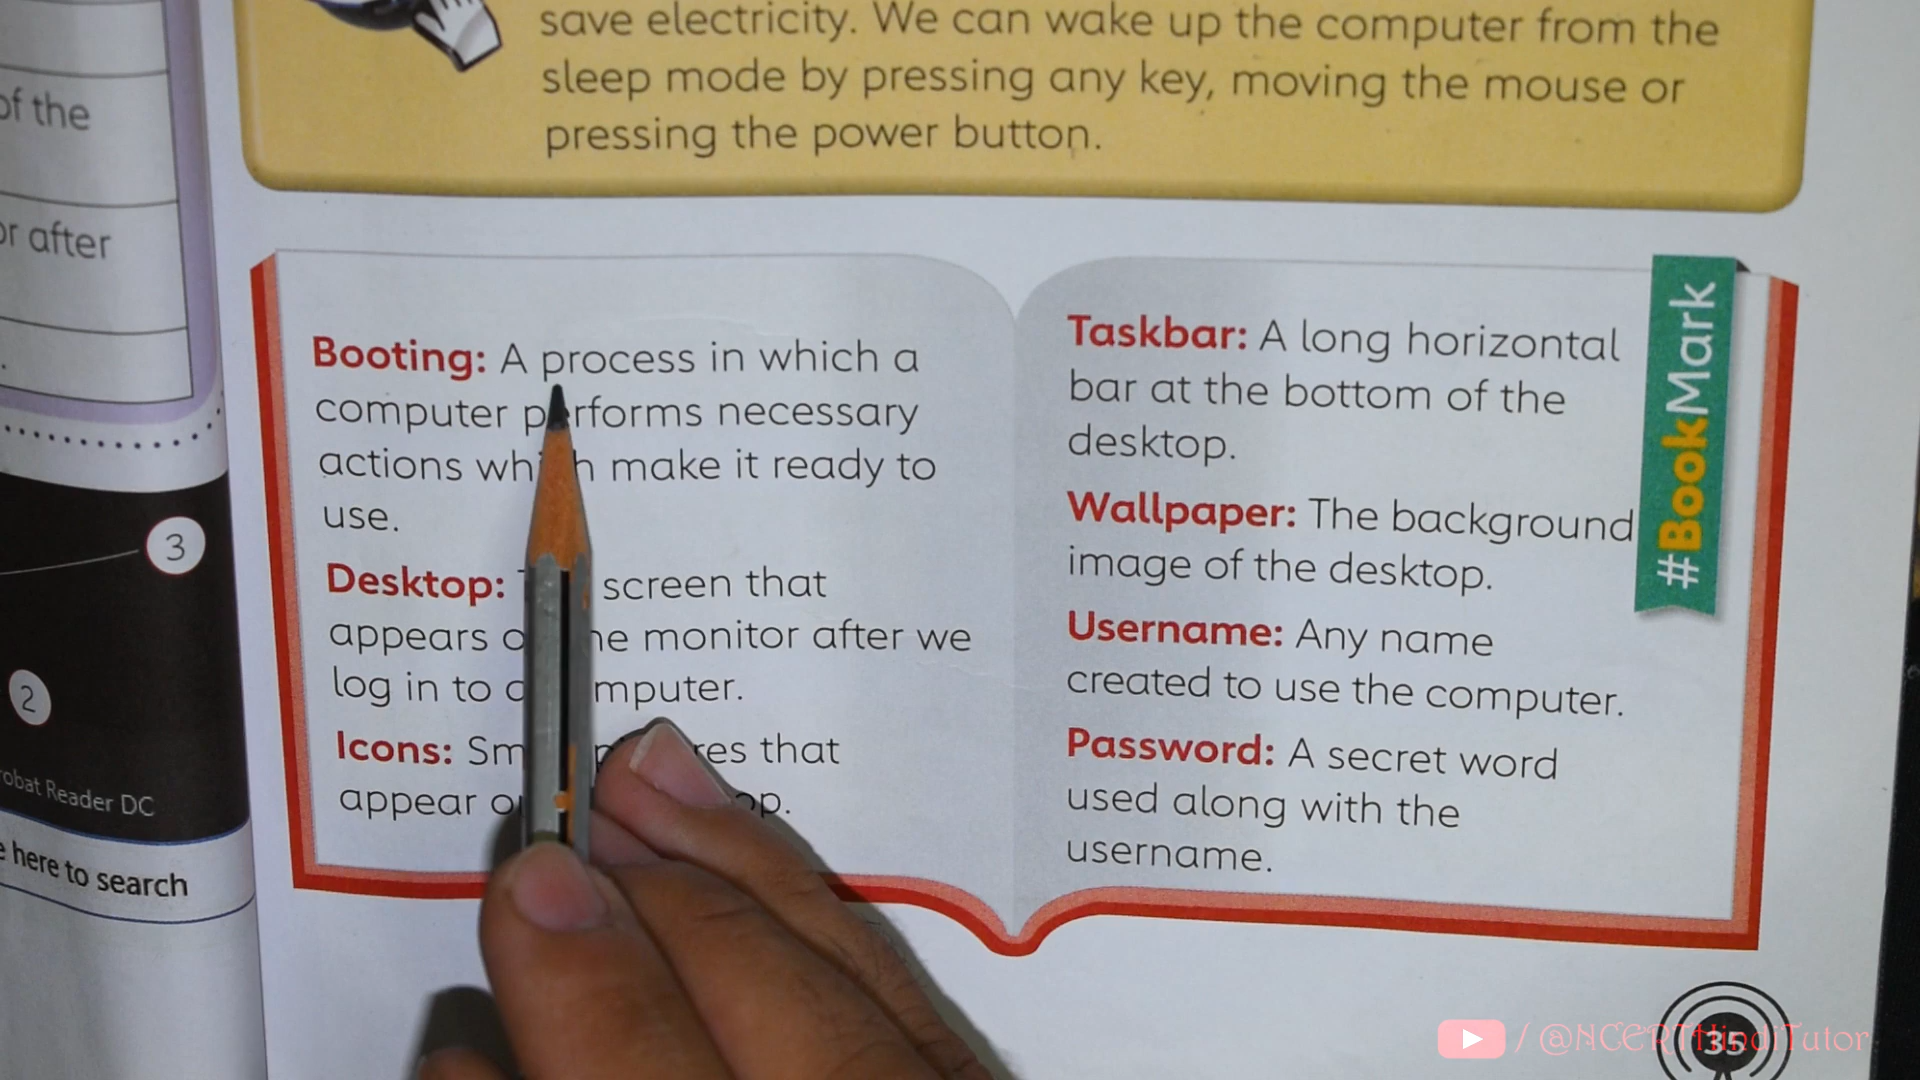 save electricity. We can wake up the computer from the
sleep mode by pressing any key, moving the mouse or
pressing the power button.
of the
or after
3
2
robat Reader DC
e here to search
Booting: A process in which a
computer performs necessary
actions which make it ready to
use.
Desktop: screen that
appears the monitor after we
log in to computer.
Icons: that
appear
Taskbar: A long horizontal
bar at the bottom of the
desktop.
Wallpaper: The background
image of the desktop.
Username: Any name
created to use the computer.
Password: A secret word
used along with the
username.
#BookMark
35
/ @NCERTHindiTutor